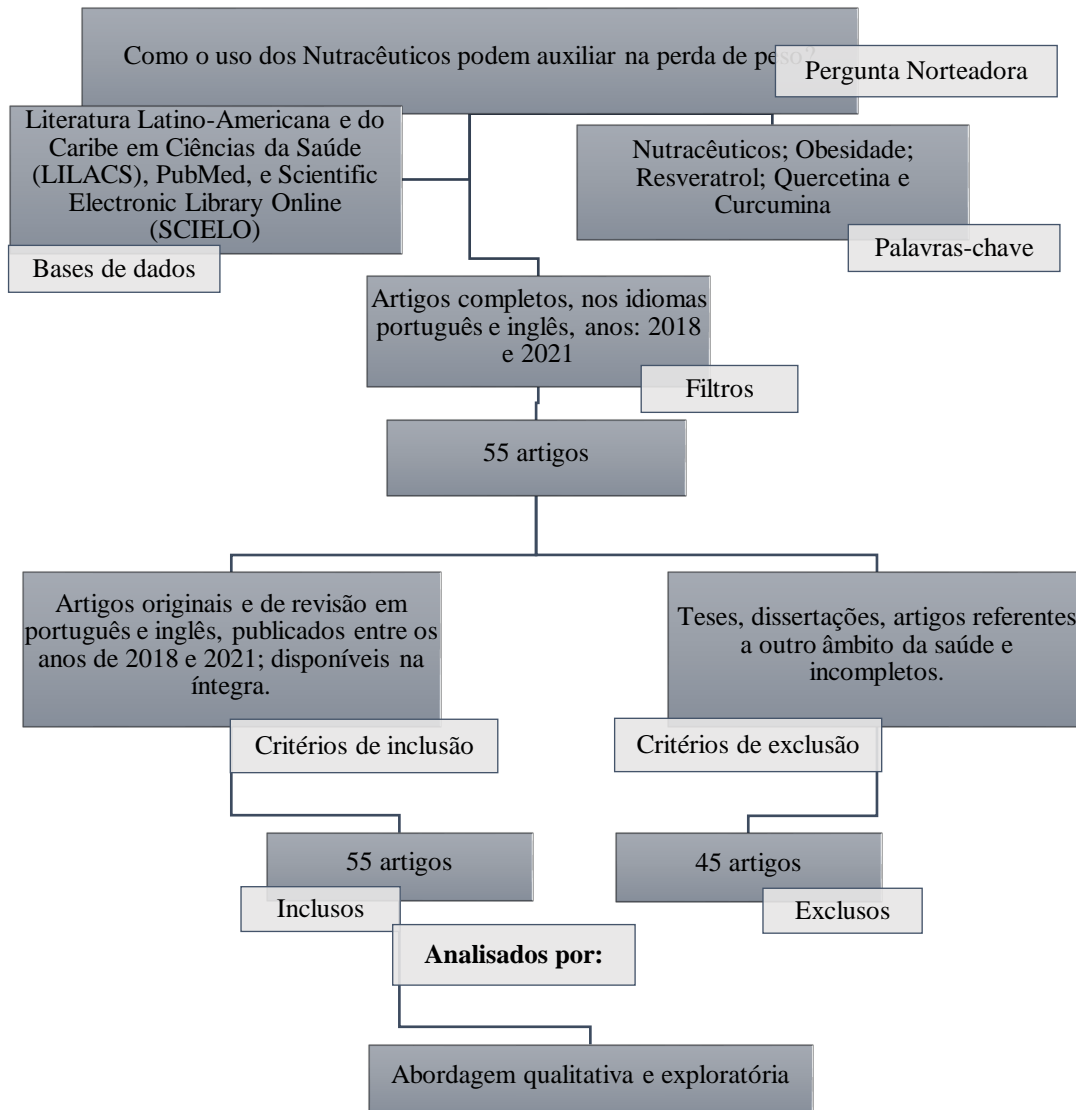 Como o uso dos Nutracêuticos podem auxiliar na perda de peso?
Pergunta Norteadora
Literatura Latino-Americana e do
Caribe em Ciências da Saúde
(LILACS), PubMed, e Scientific
Electronic Library Online
(SCIELO)
Bases de dados
Nutracêuticos; Obesidade;
Resveratrol; Quercetina e
Curcumina
Palavras-chave
Artigos completos, nos idiomas
português e inglês, anos: 2018
e 2021
Filtros
55 artigos
Artigos originais e de revisão em
português e inglês, publicados entre os
anos de 2018 e 2021; disponíveis na
íntegra.
Critérios de inclusão
Teses, dissertações, artigos referentes
a outro âmbito da saúde e
incompletos.
Critérios de exclusão
55 artigos
Inclusos
45 artigos
Exclusos
Analisados por:
Abordagem qualitativa e exploratória